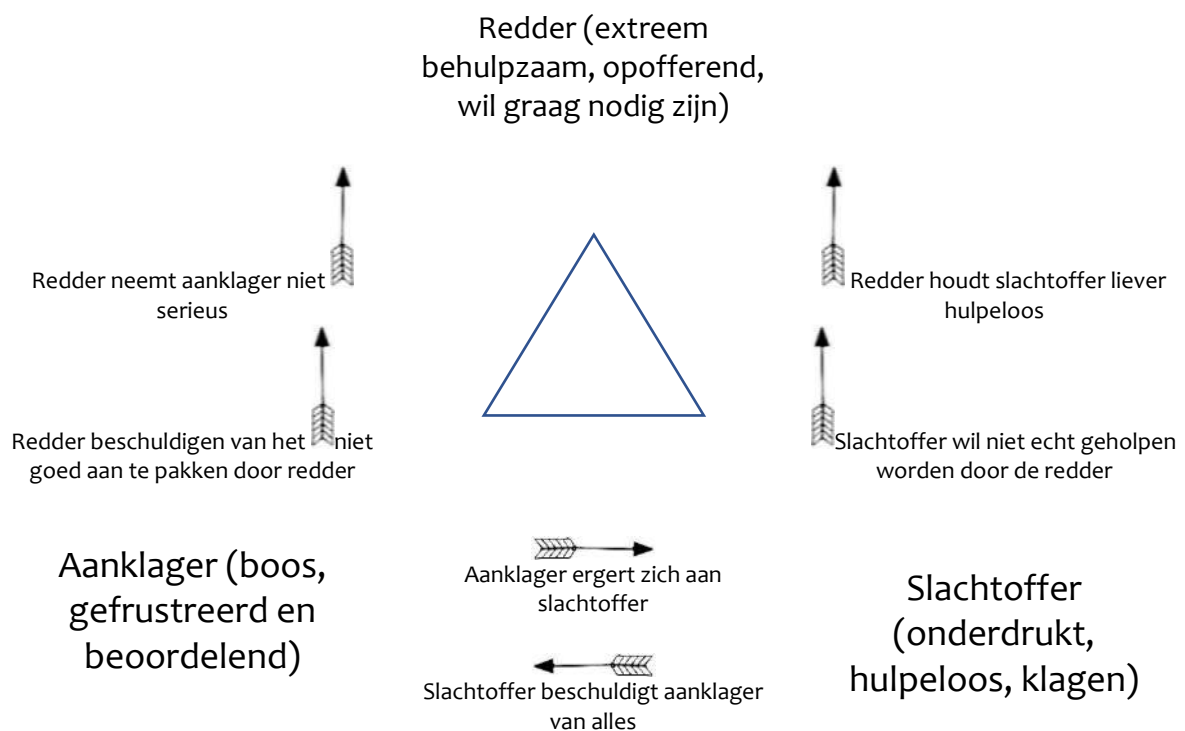 Redder (extreem
behulpzaam, opofferend,
wil graag nodig zijn)
Redder neemt aanklager niet
serieus
Redder houdt slachtoffer liever
hulpeloos
Redder beschuldigen van het niet
goed aan te pakken door redder
Slachtoffer wil niet echt geholpen
worden door de redder
Aanklager (boos,
gefrustreerd en
beoordelend)
Aanklager ergert zich aan
slachtoffer
Slachtoffer beschuldigt aanklager
van alles
Slachtoffer
(onderdrukt,
hulpeloos, klagen)